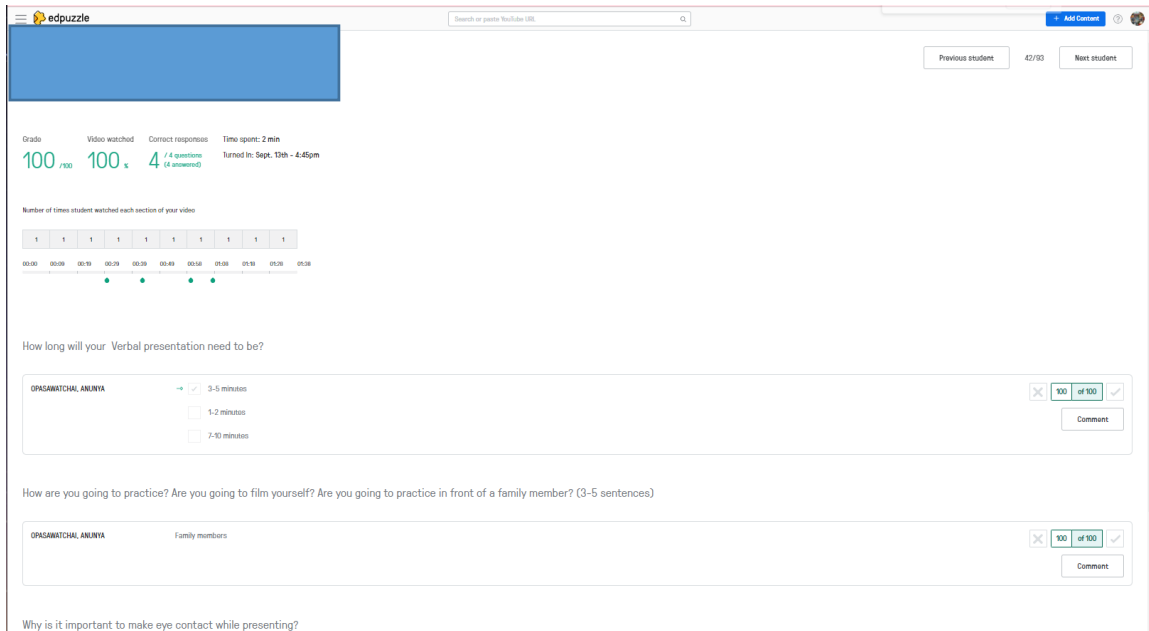 edpuzzle
Search or paste YouTube URL
+ Add Content
Previous student 42/93 Next student
Grade Video watched Correct responses Time spent: 2 min
100 /100 100 % 4 / 4 questions (4 answered) Turned In: Sept. 13th - 4:45pm
Number of times student watched each section of your video
1 1 1 1 1 1 1 1 1 1
00:00 00:09 00:19 00:29 00:39 00:49 00:58 01:08 01:18 01:28 01:38
How long will your Verbal presentation need to be?
OPASAWATCHAI, ANUNYA 3-5 minutes 100 of 100
1-2 minutes
Comment
7-10 minutes
How are you going to practice? Are you going to film yourself? Are you going to practice in front of a family member? (3-5 sentences)
OPASAWATCHAI, ANUNYA Family members 100 of 100
Comment
Why is it important to make eye contact while presenting?